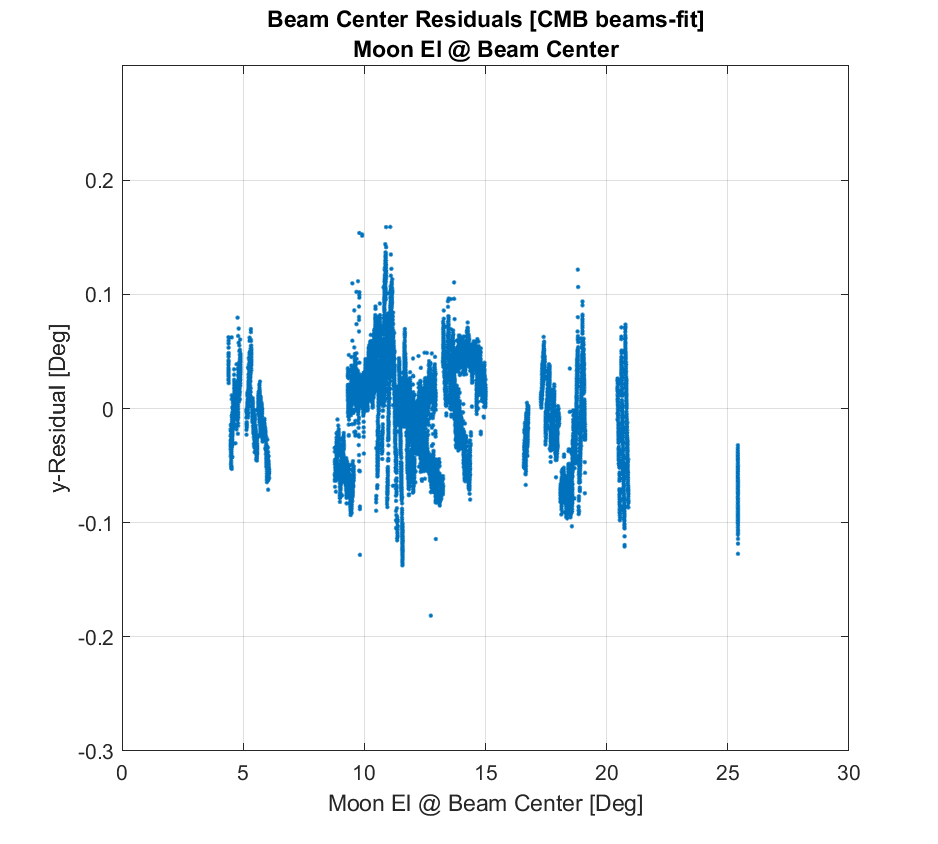 Beam Center Residuals [CMB beams-fit]
Moon El @ Beam Center
y-Residual [Deg]
0.2
0.1
0
-0.1
-0.2
-0.3
0 5 10 15 20 25 30
Moon El @ Beam Center [Deg]